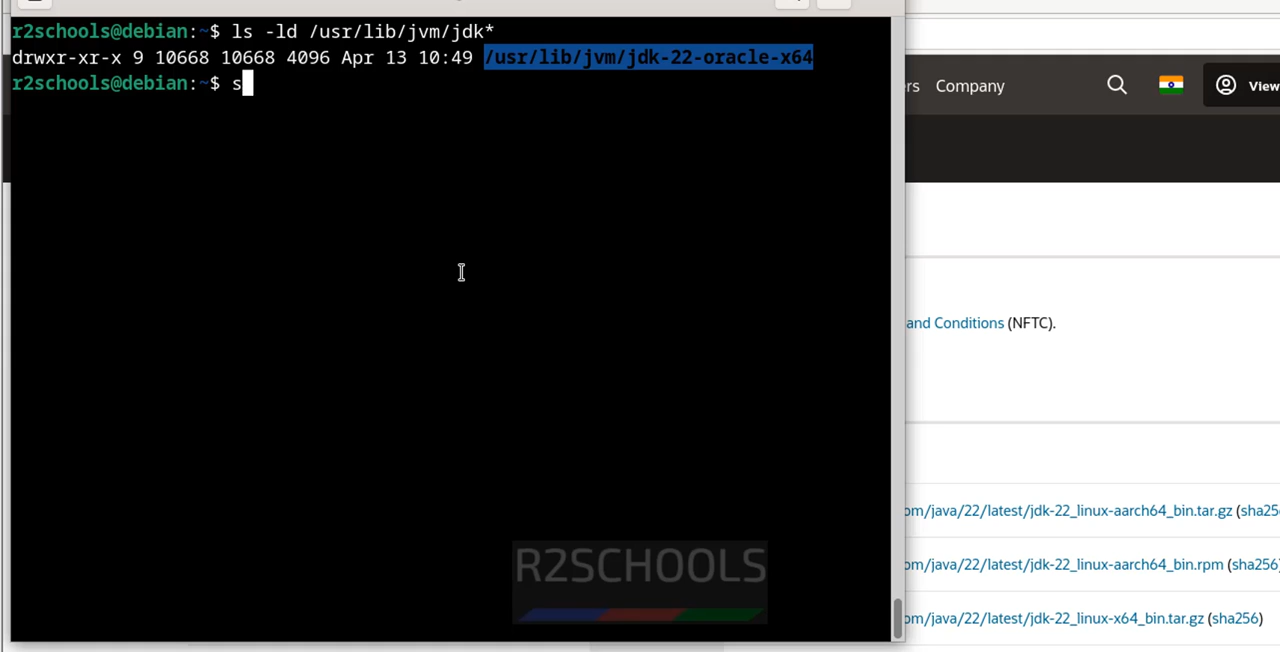 r2schools@debian:~$ ls -ld /usr/lib/jvm/jdk*
drwxr-xr-x 9 10668 10668 4096 Apr 13 10:49 /usr/lib/jvm/jdk-22-oracle-x64
r2schools@debian:~$ s
ers Company View
and Conditions (NFTC).
om/java/22/latest/jdk-22_linux-aarch64_bin.tar.gz (sha25
om/java/22/latest/jdk-22_linux-aarch64_bin.rpm (sha256
om/java/22/latest/jdk-22_linux-x64_bin.tar.gz (sha256)
R2SCHOOLS